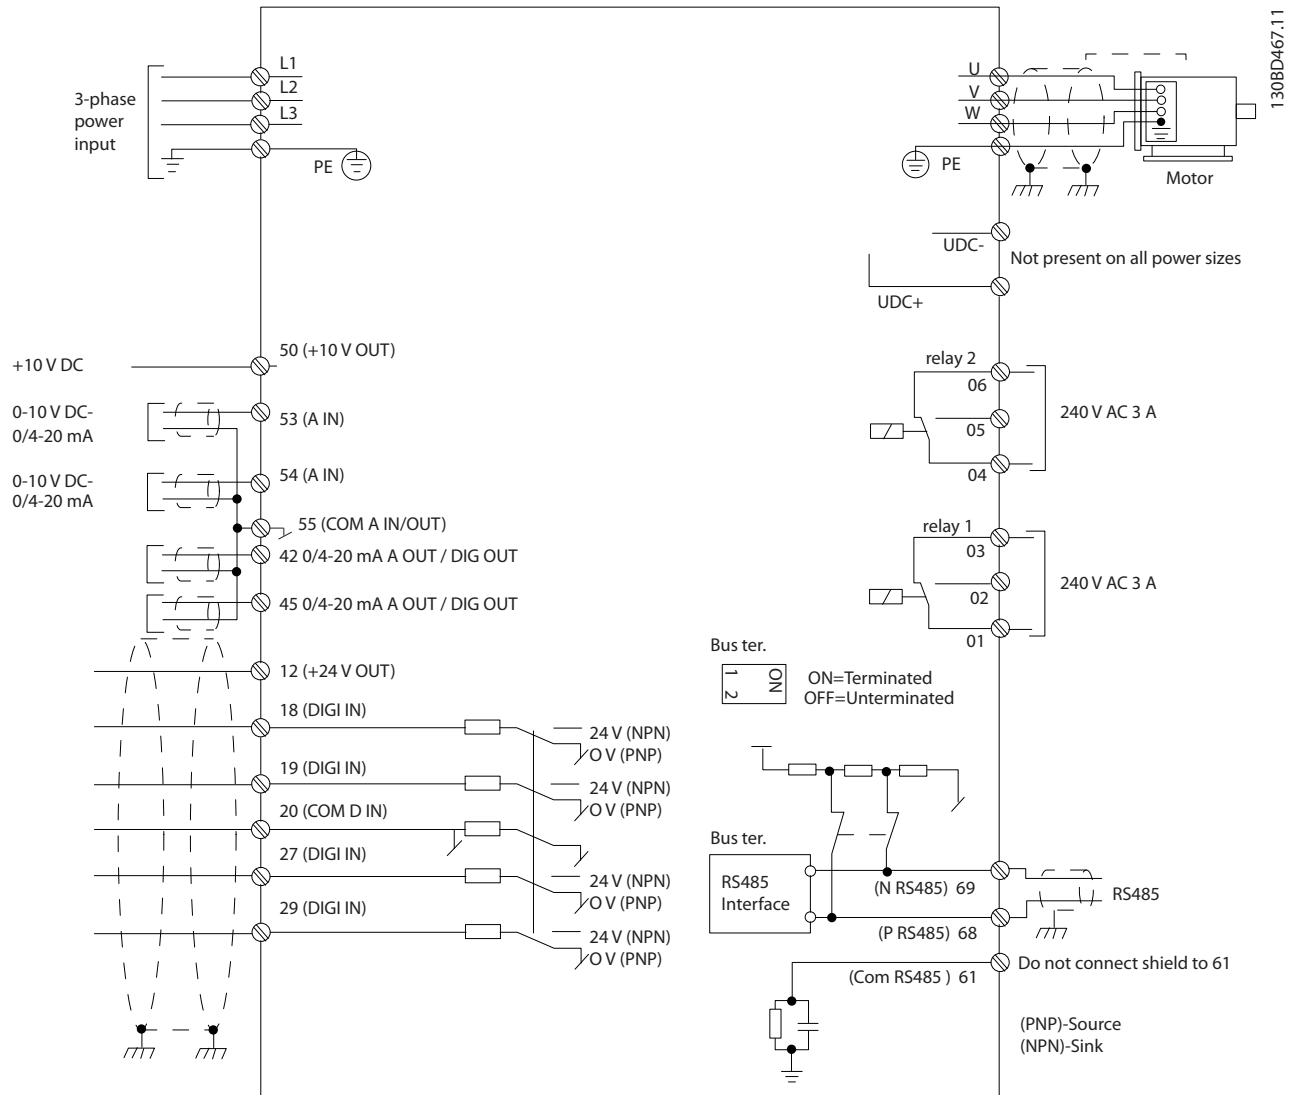 130BD467.11
L1
L2
L3
3-phase
power
input
PE
U
V
W
PE
Motor
UDC-
Not present on all power sizes
UDC+
+10 V DC
50 (+10 V OUT)
0-10 V DC-
0/4-20 mA
53 (A IN)
0-10 V DC-
0/4-20 mA
54 (A IN)
55 (COM A IN/OUT)
42 0/4-20 mA A OUT / DIG OUT
45 0/4-20 mA A OUT / DIG OUT
12 (+24 V OUT)
18 (DIGI IN)
24 V (NPN)
O V (PNP)
19 (DIGI IN)
24 V (NPN)
O V (PNP)
20 (COM D IN)
27 (DIGI IN)
24 V (NPN)
O V (PNP)
29 (DIGI IN)
24 V (NPN)
O V (PNP)
relay 2
06
05
04
240 V AC 3 A
relay 1
03
02
01
240 V AC 3 A
Bus ter.
1 2
ON
ON=Terminated
OFF=Unterminated
Bus ter.
RS485
Interface
(N RS485) 69
RS485
(P RS485) 68
(Com RS485 ) 61
Do not connect shield to 61
(PNP)-Source
(NPN)-Sink